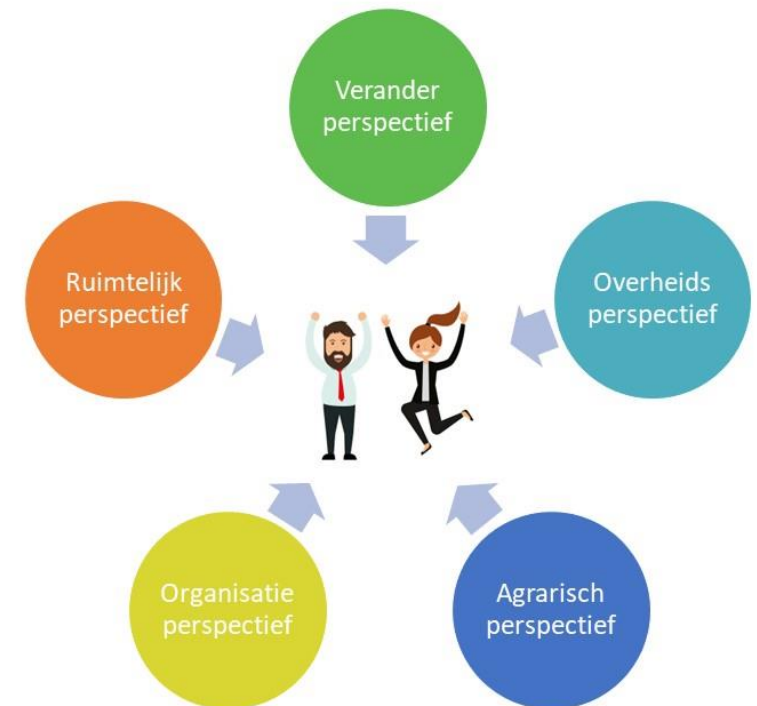 Verander
perspectief
Ruimtelijk
perspectief
Overheids
perspectief
Organisatie
perspectief
Agrarisch
perspectief